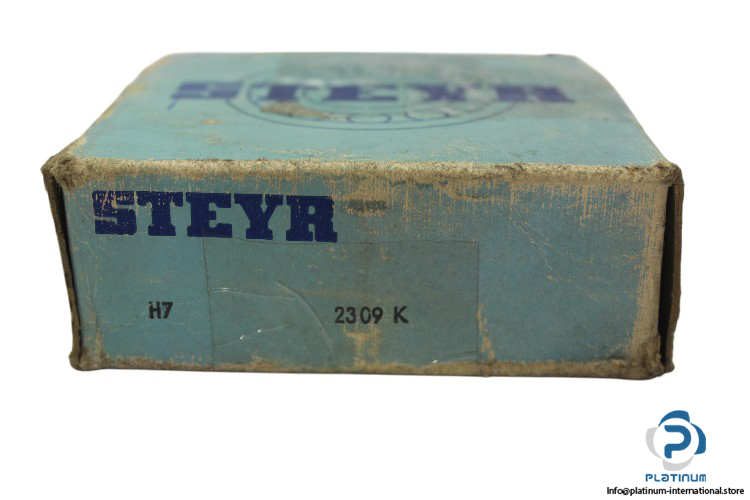 STEYR
STEYR
H7 2309 K
PLATINUM
Info@platinum-international.store